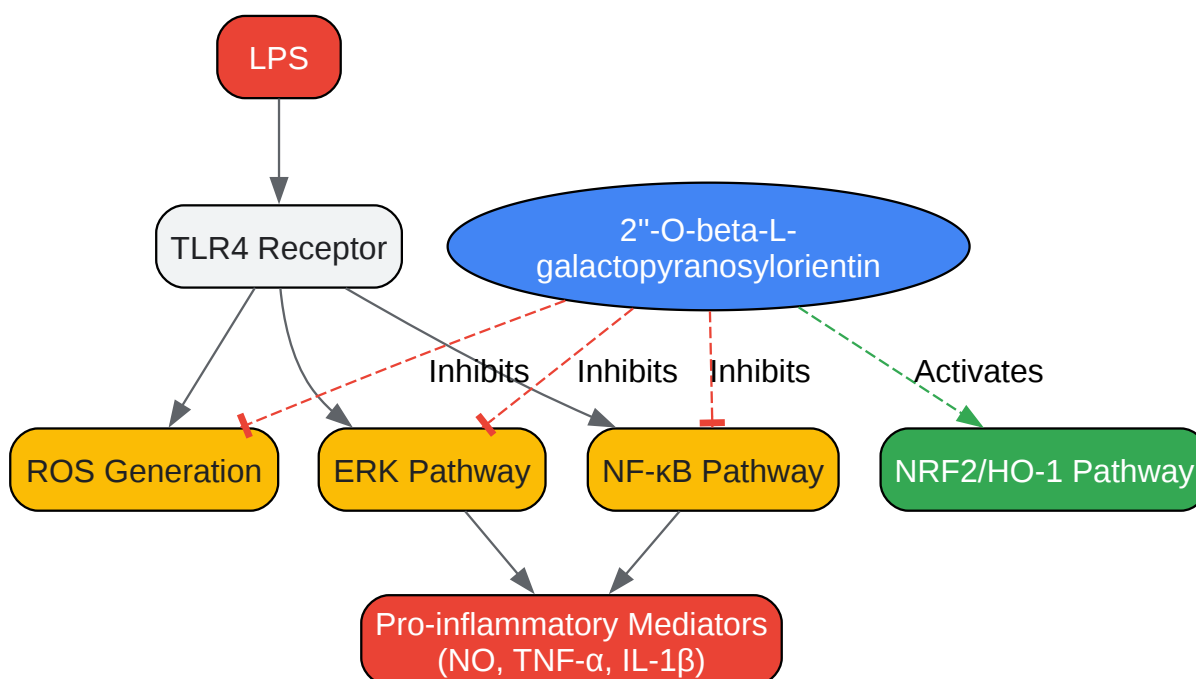 LPS
TLR4 Receptor
2"-O-beta-L-
galactopyranosylorientin
Inhibits
Inhibits
Inhibits
Activates
ROS Generation
ERK Pathway
NF-κB Pathway
NRF2/HO-1 Pathway
Pro-inflammatory Mediators
(NO, TNF-α, IL-1β)